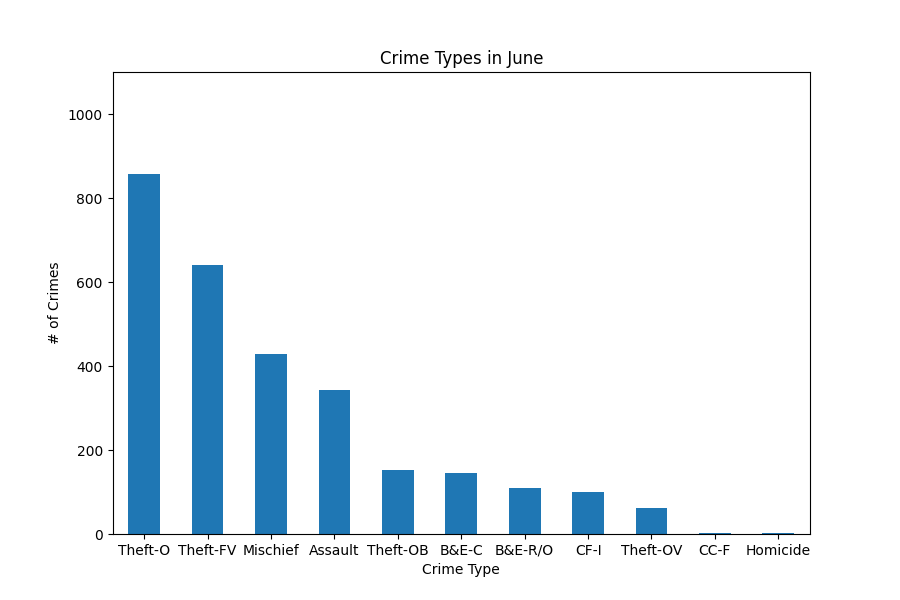 Crime Types in June
# of Crimes
1000
800
600
400
200
0
Theft-O Theft-FV Mischief Assault Theft-OB B&E-C B&E-R/O CF-I Theft-OV CC-F Homicide
Crime Type